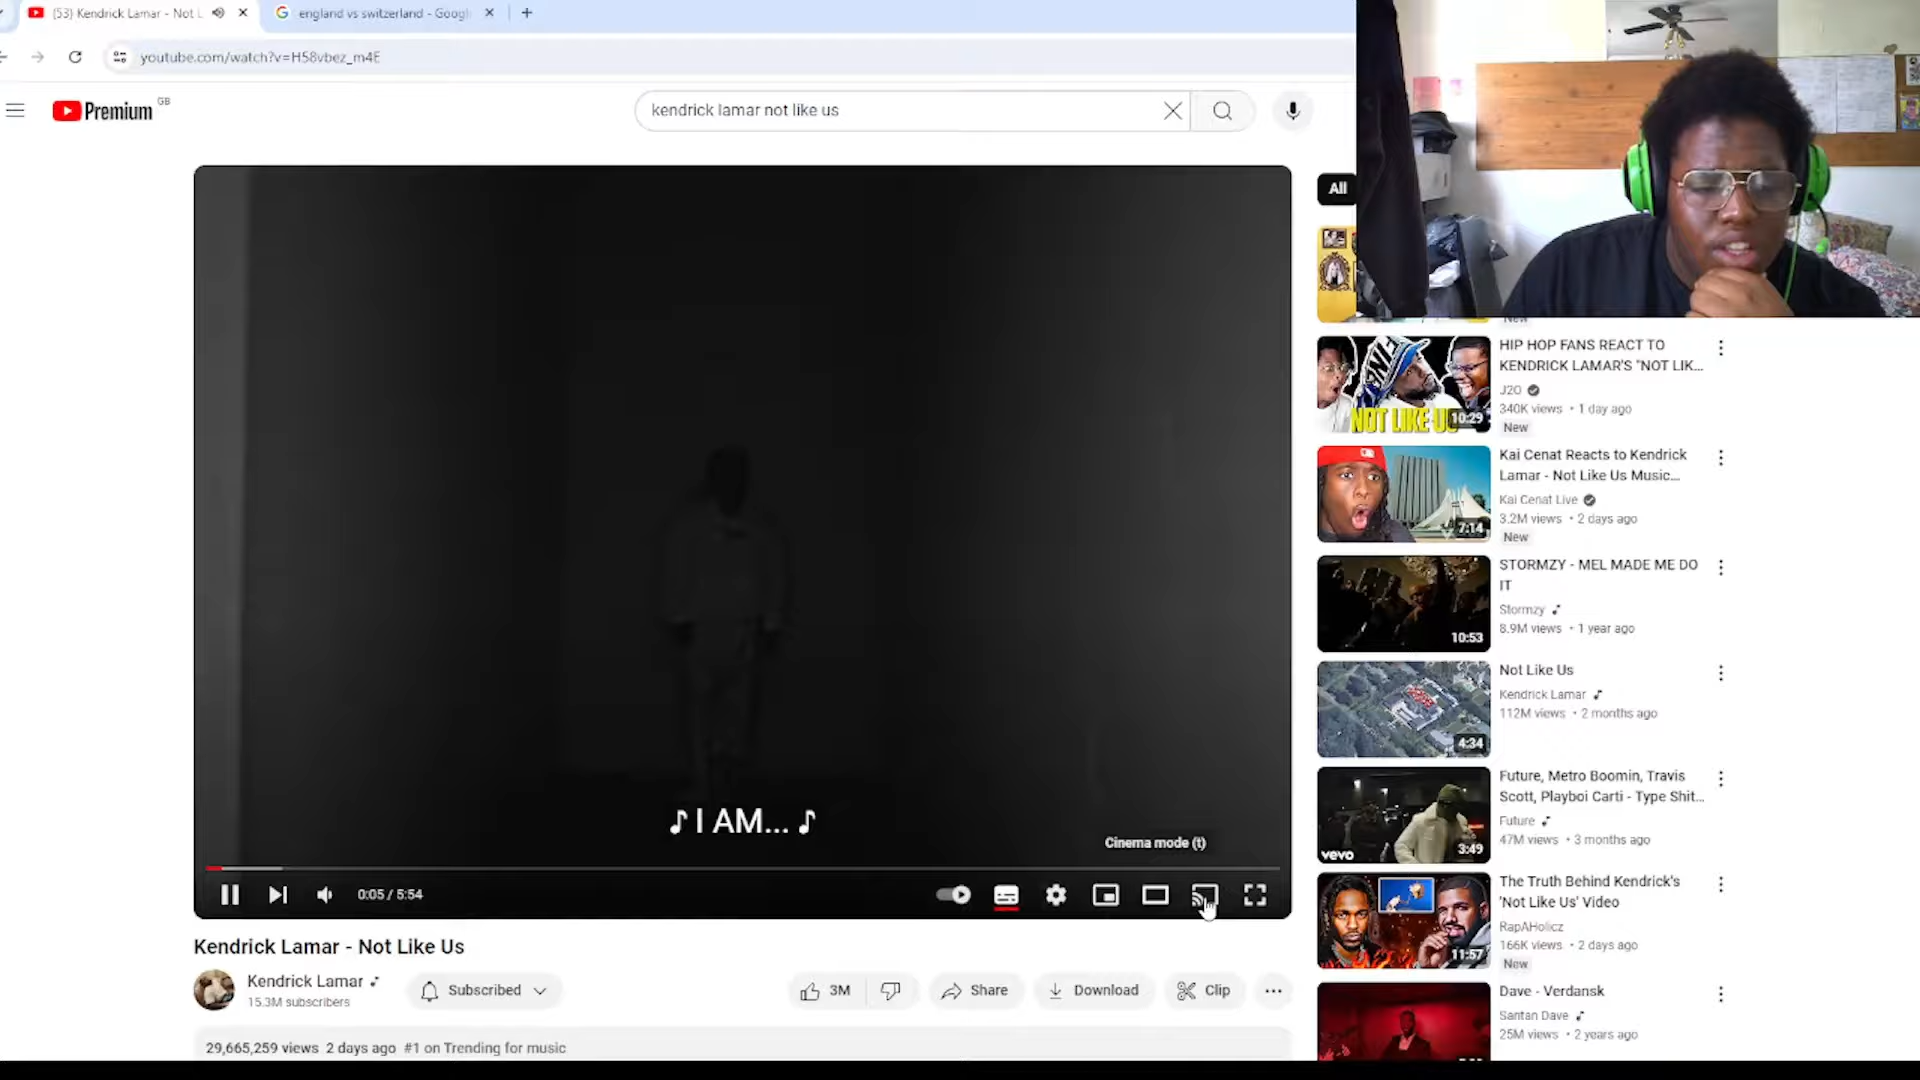 (53) Kendrick Lamar - Not L
england vs switzerland - Googl
youtube.com/watch?v=H58vbez_m4E
Premium GB
kendrick lamar not like us
All
♪ I AM... ♪
Cinema mode (t)
0:05 / 5:54
Kendrick Lamar - Not Like Us
Kendrick Lamar
15.3M subscribers
Subscribed
3M
Share
Download
Clip
29,665,259 views 2 days ago #1 on Trending for music
New
NOT LIKE U
10:29
HIP HOP FANS REACT TO
KENDRICK LAMAR'S "NOT LIK...
J2O
340K views • 1 day ago
New
7:14
Kai Cenat Reacts to Kendrick
Lamar - Not Like Us Music...
Kai Cenat Live
3.2M views • 2 days ago
New
10:53
STORMZY - MEL MADE ME DO
IT
Stormzy
8.9M views • 1 year ago
4:34
Not Like Us
Kendrick Lamar
112M views • 2 months ago
vevo
3:49
Future, Metro Boomin, Travis
Scott, Playboi Carti - Type Shit...
Future
47M views • 3 months ago
11:57
The Truth Behind Kendrick's
'Not Like Us' Video
RapAHolicz
166K views • 2 days ago
New
Dave - Verdansk
Santan Dave
25M views • 2 years ago